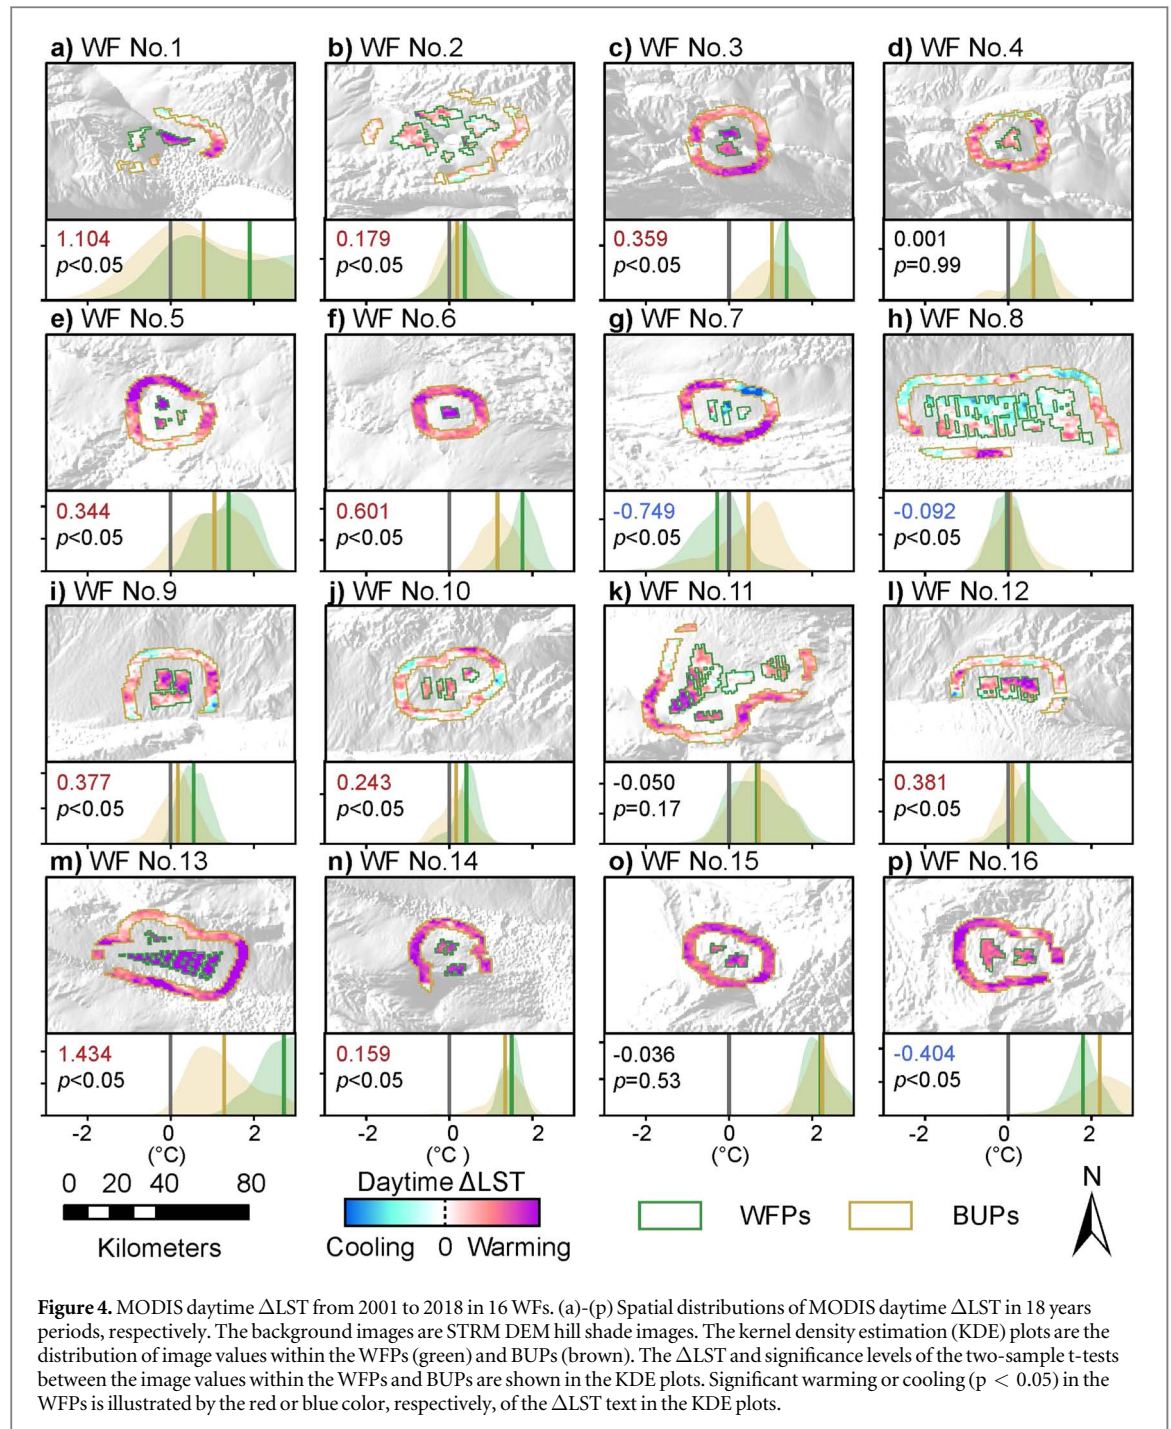 a) WF No.1
b) WF No.2
c) WF No.3
d) WF No.4
1.104
p<0.05
0.179
p<0.05
0.359
p<0.05
0.001
p=0.99
e) WF No.5
f) WF No.6
g) WF No.7
h) WF No.8
0.344
p<0.05
0.601
p<0.05
-0.749
p<0.05
-0.092
p<0.05
i) WF No.9
j) WF No.10
k) WF No.11
l) WF No.12
0.377
p<0.05
0.243
p<0.05
-0.050
p=0.17
0.381
p<0.05
m) WF No.13
n) WF No.14
o) WF No.15
p) WF No.16
1.434
p<0.05
0.159
p<0.05
-0.036
p=0.53
-0.404
p<0.05
-2 0 2
(°C)
-2 0 2
(°C )
-2 0 2
(°C)
-2 0 2
(°C)
0 20 40 80
Kilometers
Daytime ΔLST
Cooling 0 Warming
WFPs
BUPs
N
Figure 4. MODIS daytime ΔLST from 2001 to 2018 in 16 WFs. (a)-(p) Spatial distributions of MODIS daytime ΔLST in 18 years
periods, respectively. The background images are STRM DEM hill shade images. The kernel density estimation (KDE) plots are the
distribution of image values within the WFPs (green) and BUPs (brown). The ΔLST and significance levels of the two-sample t-tests
between the image values within the WFPs and BUPs are shown in the KDE plots. Significant warming or cooling (p < 0.05) in the
WFPs is illustrated by the red or blue color, respectively, of the ΔLST text in the KDE plots.